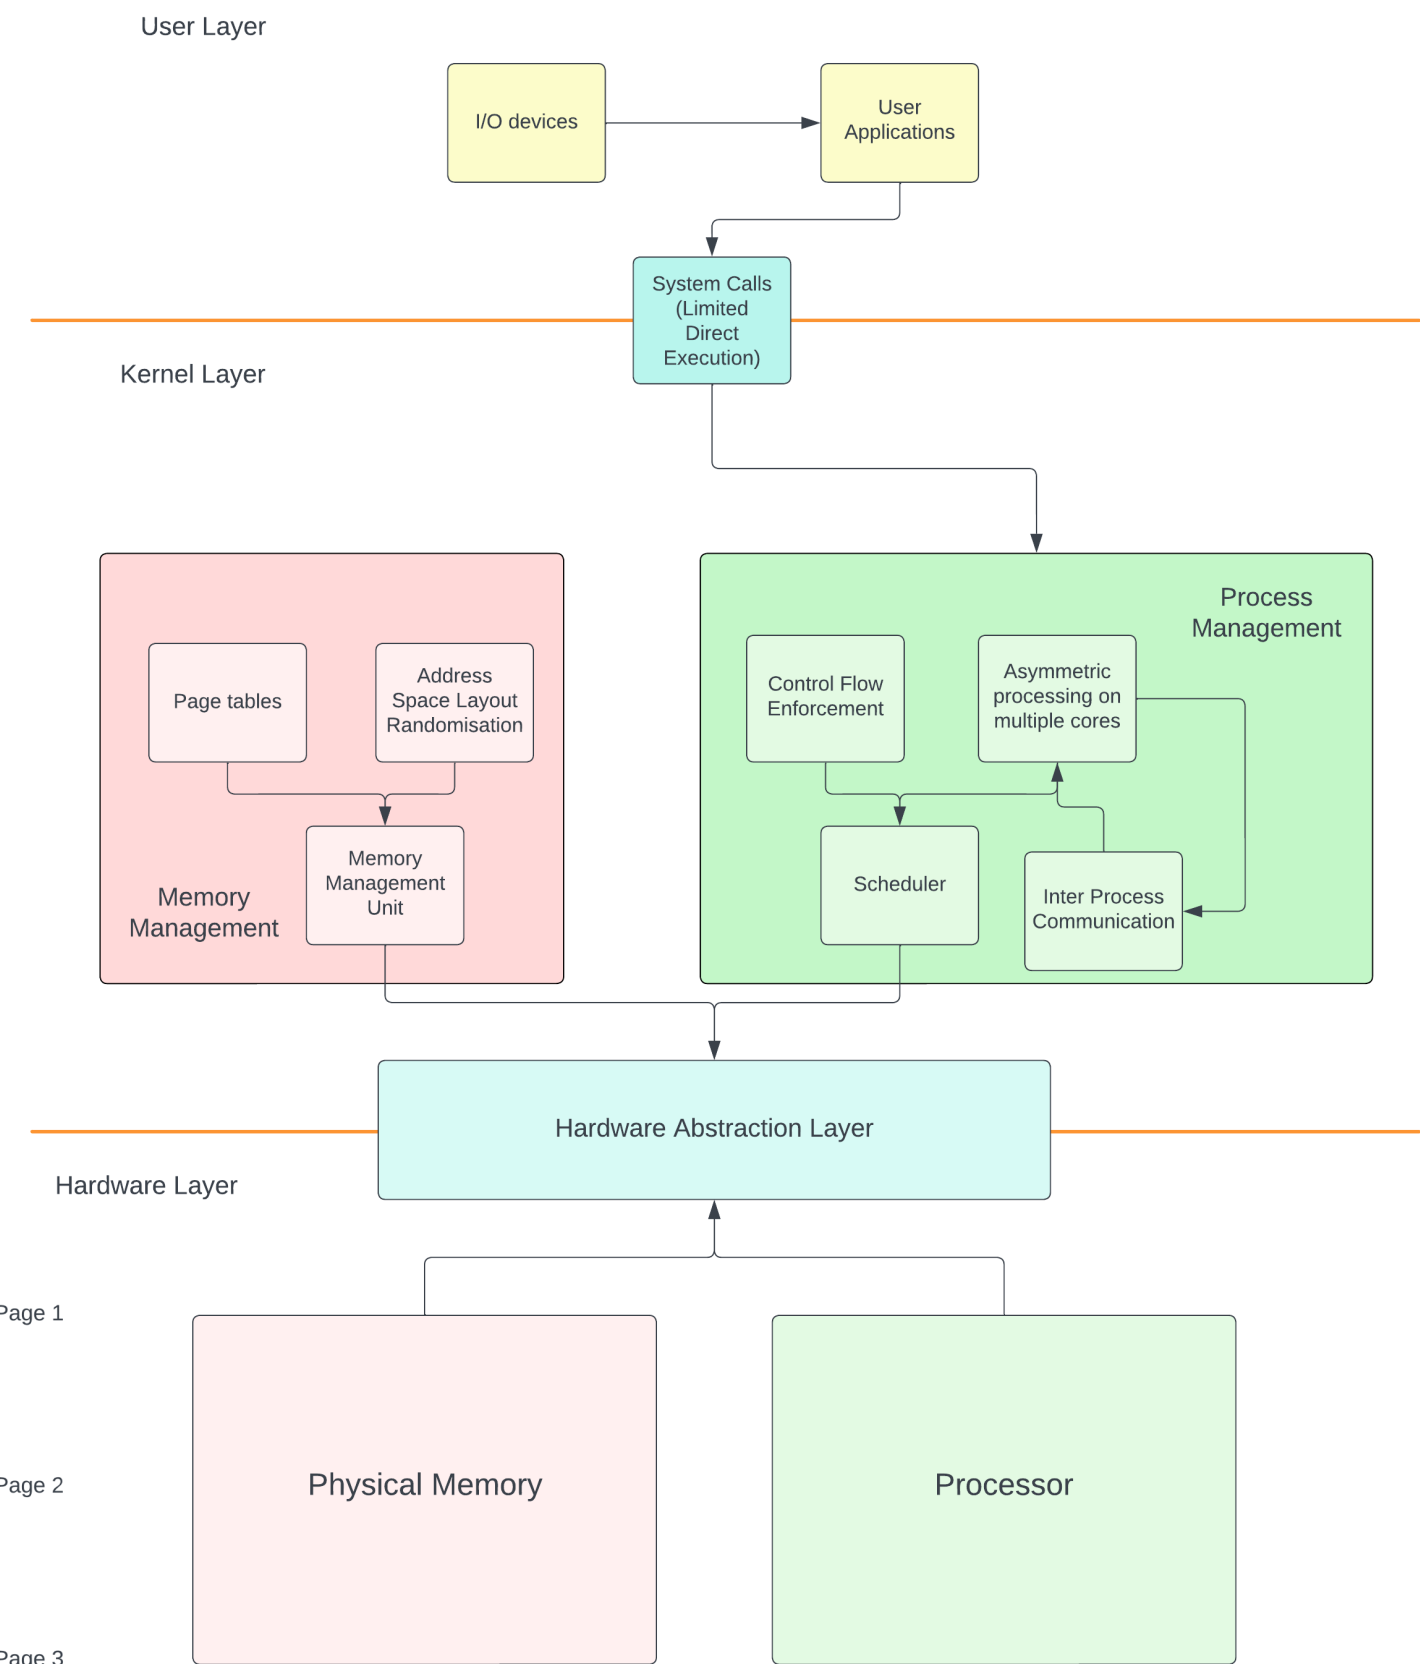 User Layer
I/O devices
User
Applications
System Calls
(Limited
Direct
Execution)
Kernel Layer
Process
Management
Page tables
Address
Space Layout
Randomisation
Control Flow
Enforcement
Asymmetric
processing on
multiple cores
Memory
Management
Unit
Scheduler
Inter Process
Communication
Memory
Management
Hardware Abstraction Layer
Hardware Layer
Page 1
Physical Memory
Processor
Page 2
Page 3